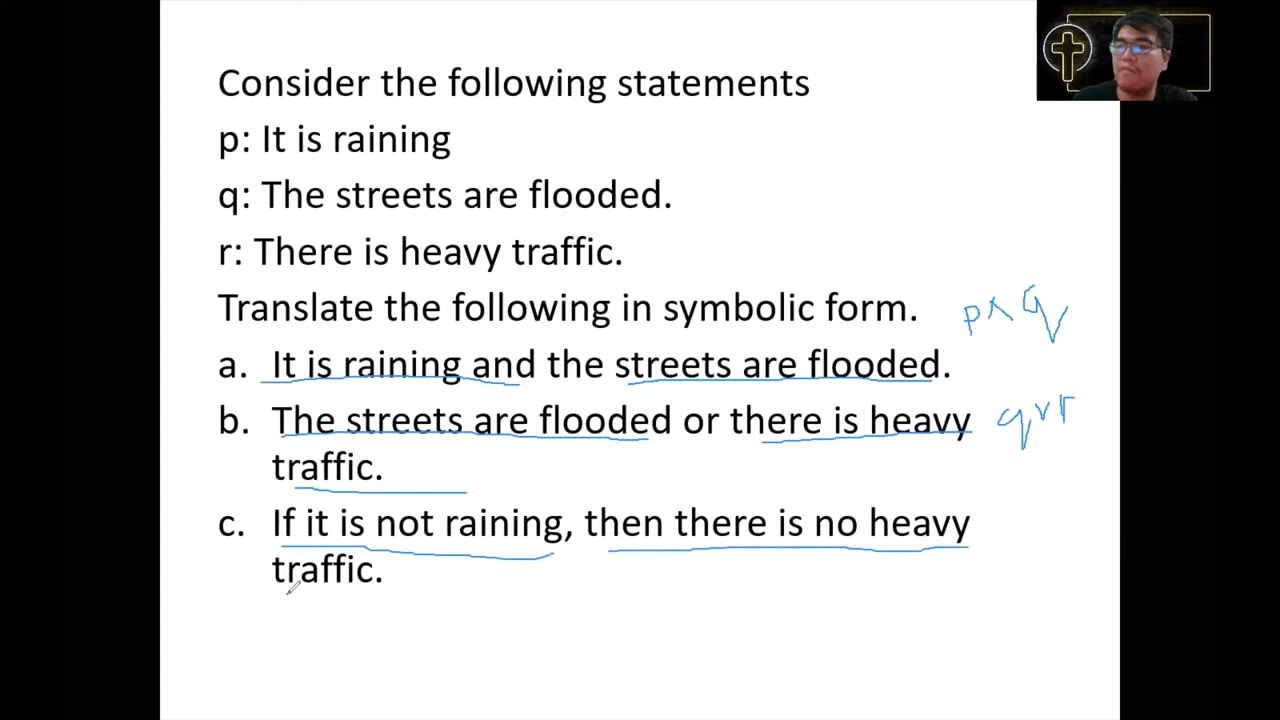 Consider the following statements
p: It is raining
q: The streets are flooded.
r: There is heavy traffic.
Translate the following in symbolic form.
p ∧ q
a. It is raining and the streets are flooded.
b. The streets are flooded or there is heavy
traffic.
q ∨ r
c. If it is not raining, then there is no heavy
traffic.